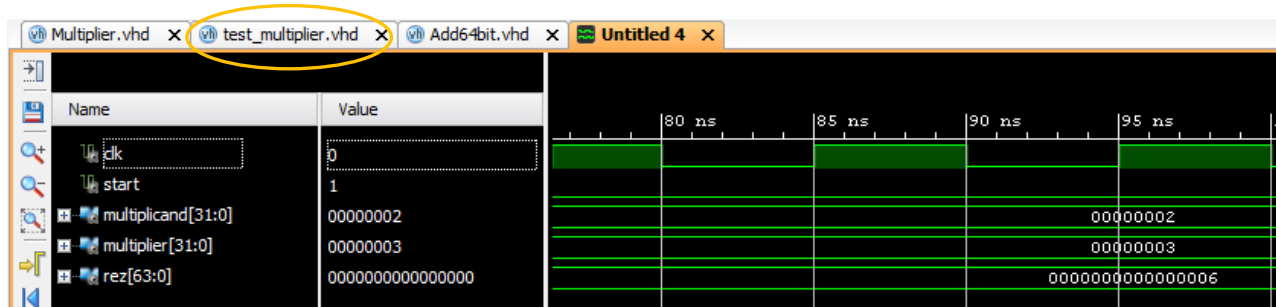 Multiplier.vhd test_multiplier.vhd Add64bit.vhd Untitled 4
Name Value
80 ns 85 ns 90 ns 95 ns
clk 0
start 1
multiplicand[31:0] 00000002 00000002
multiplier[31:0] 00000003 00000003
rez[63:0] 0000000000000000 0000000000000006